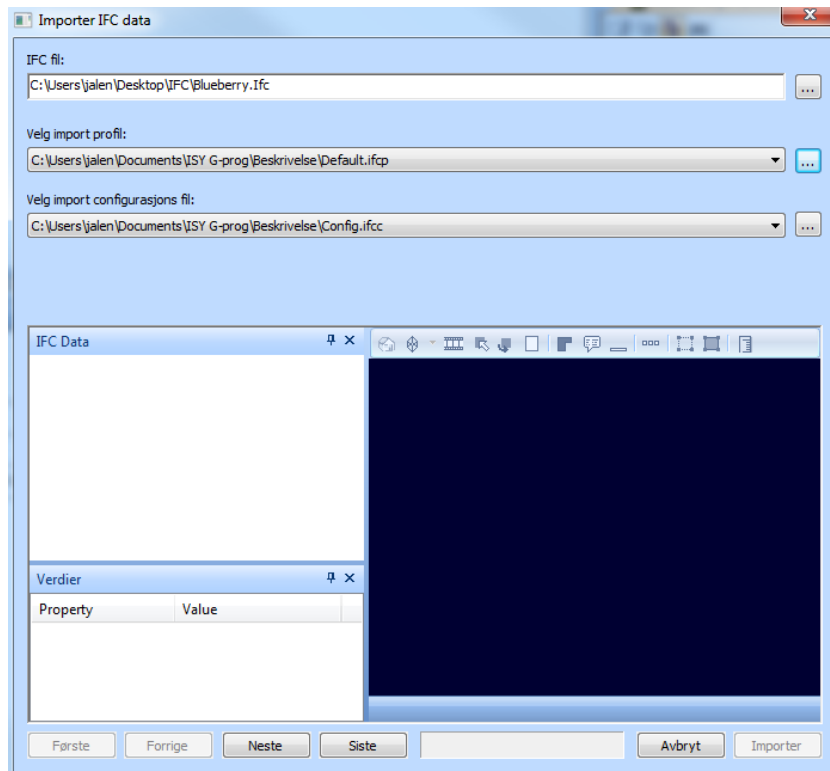 Importer IFC data
IFC fil:
C:\Users\jalen\Desktop\IFC\Blueberry.Ifc
...
Velg import profil:
C:\Users\jalen\Documents\ISY G-prog\Beskrivelse\Default.ifcp
...
Velg import configurasjons fil:
C:\Users\jalen\Documents\ISY G-prog\Beskrivelse\Config.ifcc
...
IFC Data
Verdier
Property Value
Første Forrige Neste Siste Avbryt Importer